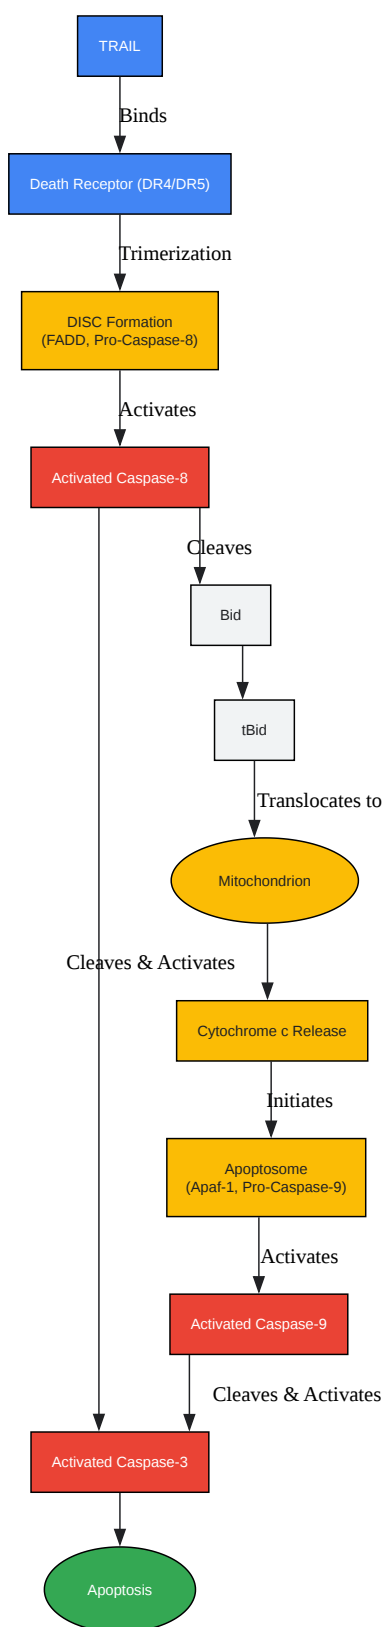 TRAIL
Binds
Death Receptor (DR4/DR5)
Trimerization
DISC Formation
(FADD, Pro-Caspase-8)
Activates
Activated Caspase-8
Cleaves
Bid
tBid
Translocates to
Mitochondrion
Cleaves & Activates
Cytochrome c Release
Initiates
Apoptosome
(Apaf-1, Pro-Caspase-9)
Activates
Activated Caspase-9
Cleaves & Activates
Activated Caspase-3
Apoptosis